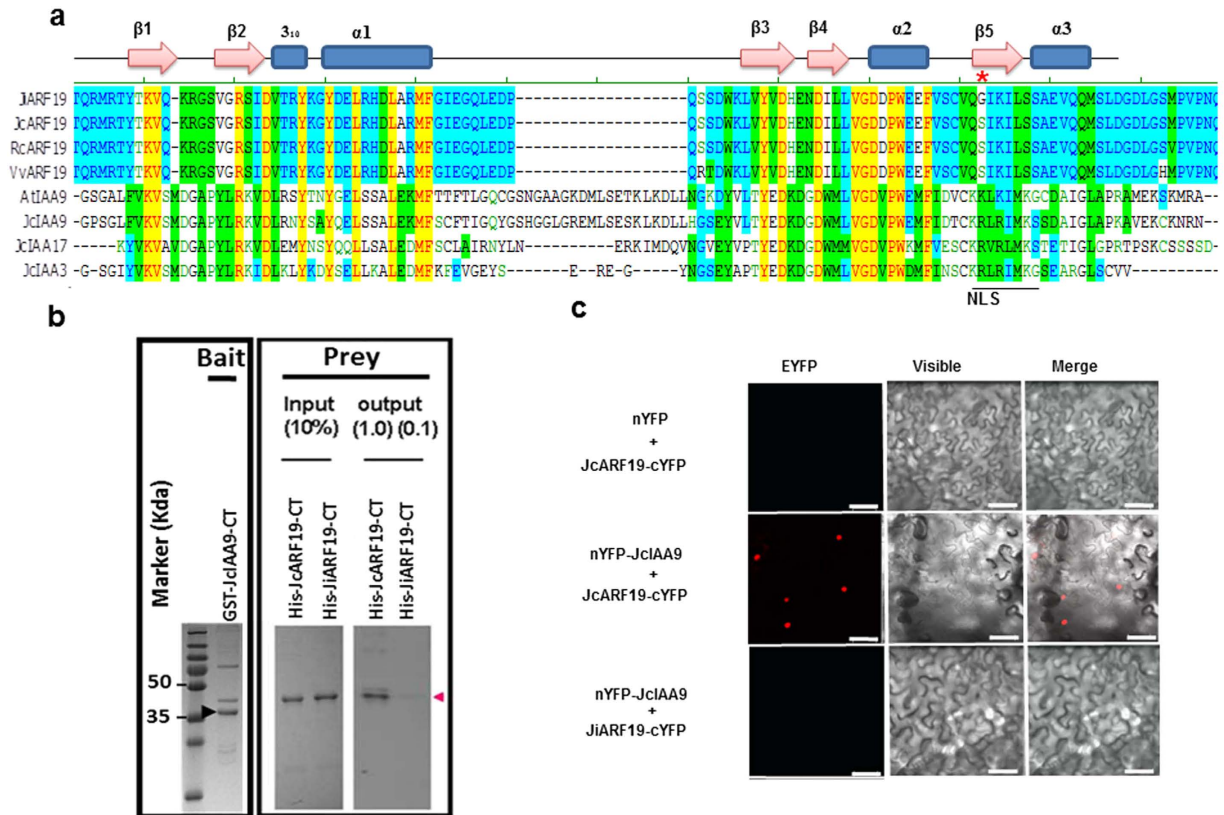 a
β1 β2 3₁₀ α1 β3 β4 α2 β5 α3
*
JiARF19 TQRMRTYTKVQ-KRGSVGRSIDVTRYKGYDELRHDLARMFGIEGQLEDP-------------------QSSDWKLVYVDHENDILLVGDDPWEEFVSCVQGIKILSSAEVQQMSLDGDLGSMPVPNQ
JcARF19 TQRMRTYTKVQ-KRGSVGRSIDVTRYKGYDELRHDLARMFGIEGQLEDP-------------------QSSDWKLVYVDHENDILLVGDDPWEEFVSCVQSIKILSSAEVQQMSLDGDLGSMPVPNQ
RcARF19 TQRMRTYTKVQ-KRGSVGRSIDVTRYKGYDELRHDLARMFGIEGQLEDP-------------------QSSDWKLVYVDHENDILLVGDDPWEEFVSCVQSIKILSSAEVQQMSLDGDLGSMPVPNQ
VvARF19 TQRMRTYTKVQ-KRGSVGRSIDVTRYKGYDELRHDLARMFGIEGQLEDP-------------------QRTDWKLVYVDHENDILLVGDDPWEEFVSCVQSIKILSSAEVQQMSLDGDLGSMPVPNQ
AtIAA9 -GSGALFVKVSMDGAPYLRKVDLRSYTNYGELSSALEKMFTTFTLGQCGSNGAAGKDMLSETKLKDLLNGKDYVLTYEDKDGDWMLVGDVPWEMFIDVCKKLKIMKGCDAIGLAPRAMEKSKMRA--
JcIAA9 -GPSGLFVKVSMDGAPYLRKVDLRNYSAYQELSSALEKMFSCFTIGQYGSHGGLGREMLSESKLKDLLHGSEYVLTYEDKDGDWMLVGDVPWEMFIDTCKRLRIMKSSDAIGLAPKAVEKCKNRN--
JcIAA17 -----KYVKVAVDGAPYLRKVDLEMYNSYQQLLSALEDMFSCLAIRNYLN------ERKIMDQVNGVEYVPTYEDKDGDWMMVGDVPWKMFVESCKRVRLMKSTETIGLGPRTPSKCSSSSD
JcIAA3 -G-SGIYVKVSMDGAPYLRKIDLKLYKDYSELLKALEDMFKFEVGEYS-------E--RE-G-----YNGSEYAPTYEDKDGDWMLVGDVPWDMFINSCKRLRIMKGSEARGLSCVV----------
NLS
b
Bait
Prey
Input (10%)
output (1.0) (0.1)
Marker (Kda)
GST-JcIAA9-CT
His-JcARF19-CT
His-JiARF19-CT
His-JcARF19-CT
His-JiARF19-CT
50
35
c
EYFP Visible Merge
nYFP
+
JcARF19-cYFP
nYFP-JcIAA9
+
JcARF19-cYFP
nYFP-JcIAA9
+
JiARF19-cYFP